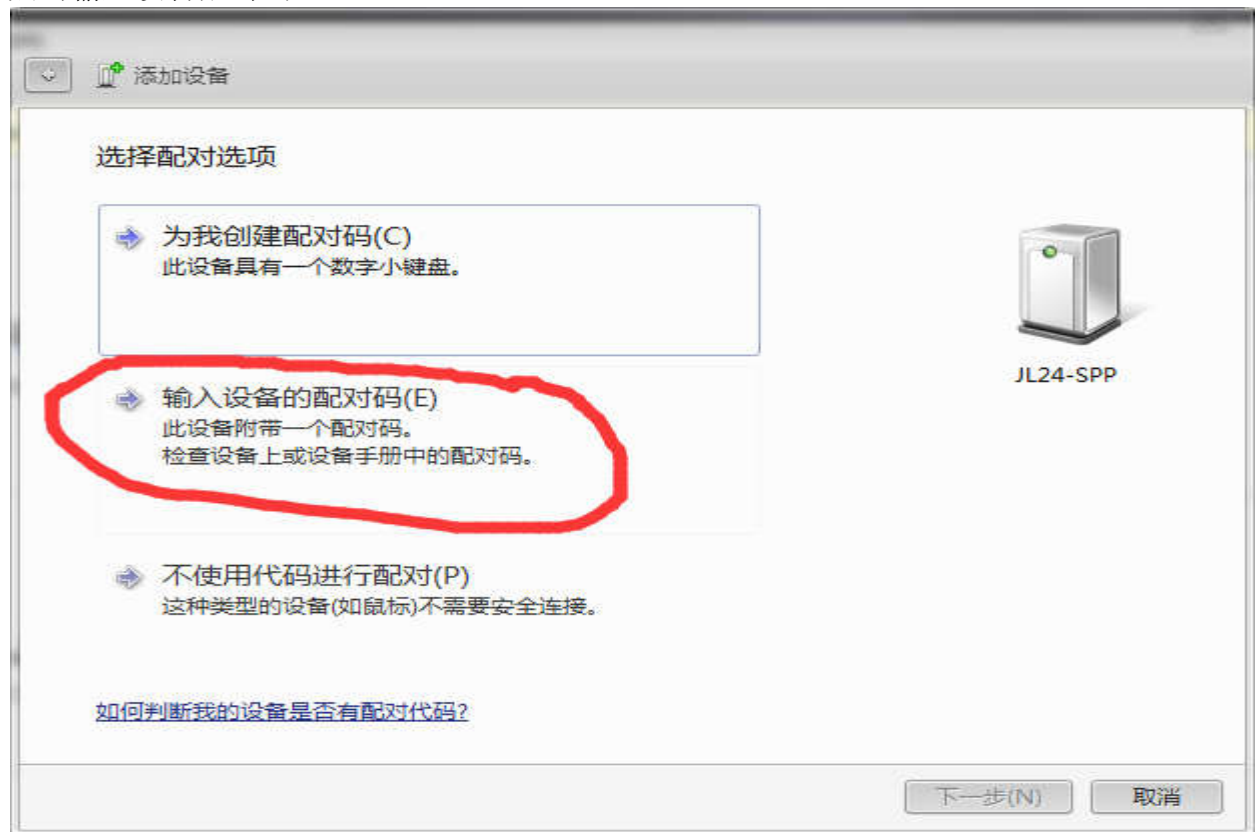 添加设备
选择配对选项
为我创建配对码(C)
此设备具有一个数字小键盘。
输入设备的配对码(E)
此设备附带一个配对码。
检查设备上或设备手册中的配对码。
JL24-SPP
不使用代码进行配对(P)
这种类型的设备(如鼠标)不需要安全连接。
如何判断我的设备是否有配对代码?
下一步(N)
取消